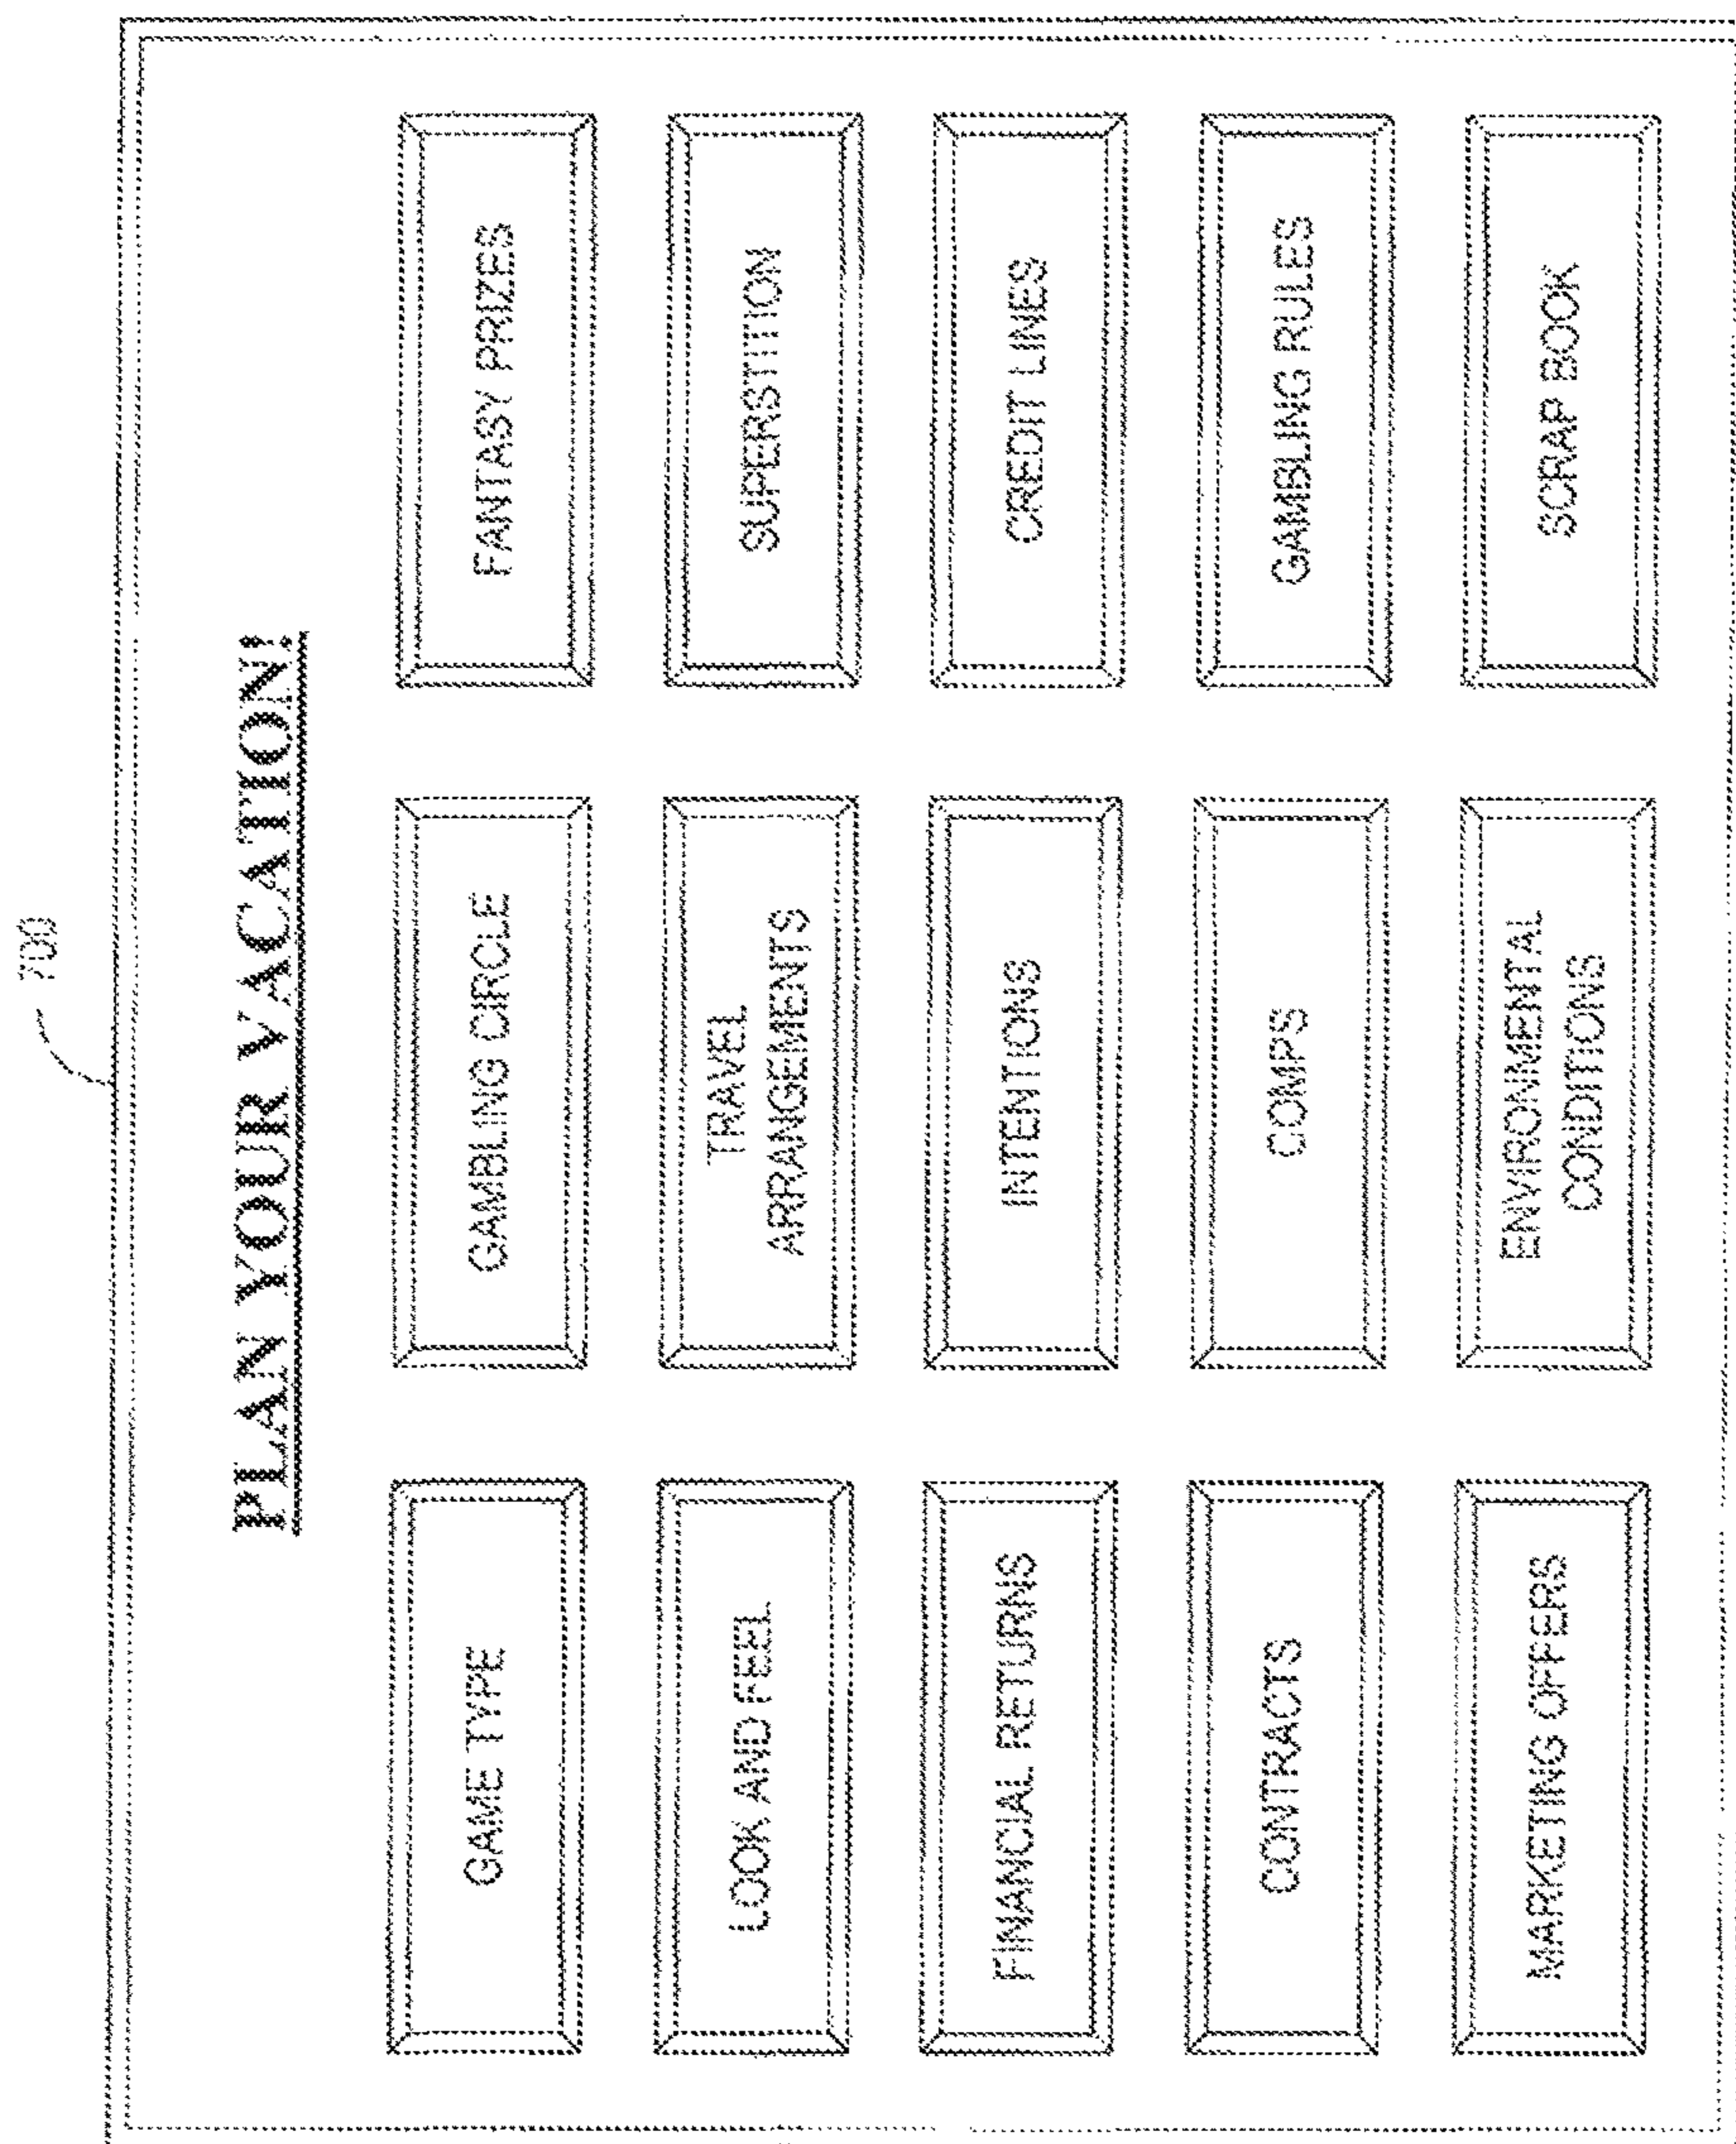 700
PLAN YOUR VACATION!
GAME TYPE
GAMBLING CIRCLE
FANTASY PRIZES
LOOK AND FEEL
TRAVEL
ARRANGEMENTS
SUPERSTITION
FINANCIAL RETURNS
INTENTIONS
CREDIT LINES
CONTRACTS
COMPS
GAMBLING RULES
MARKETING OFFERS
ENVIRONMENTAL
CONDITIONS
SCRAP BOOK